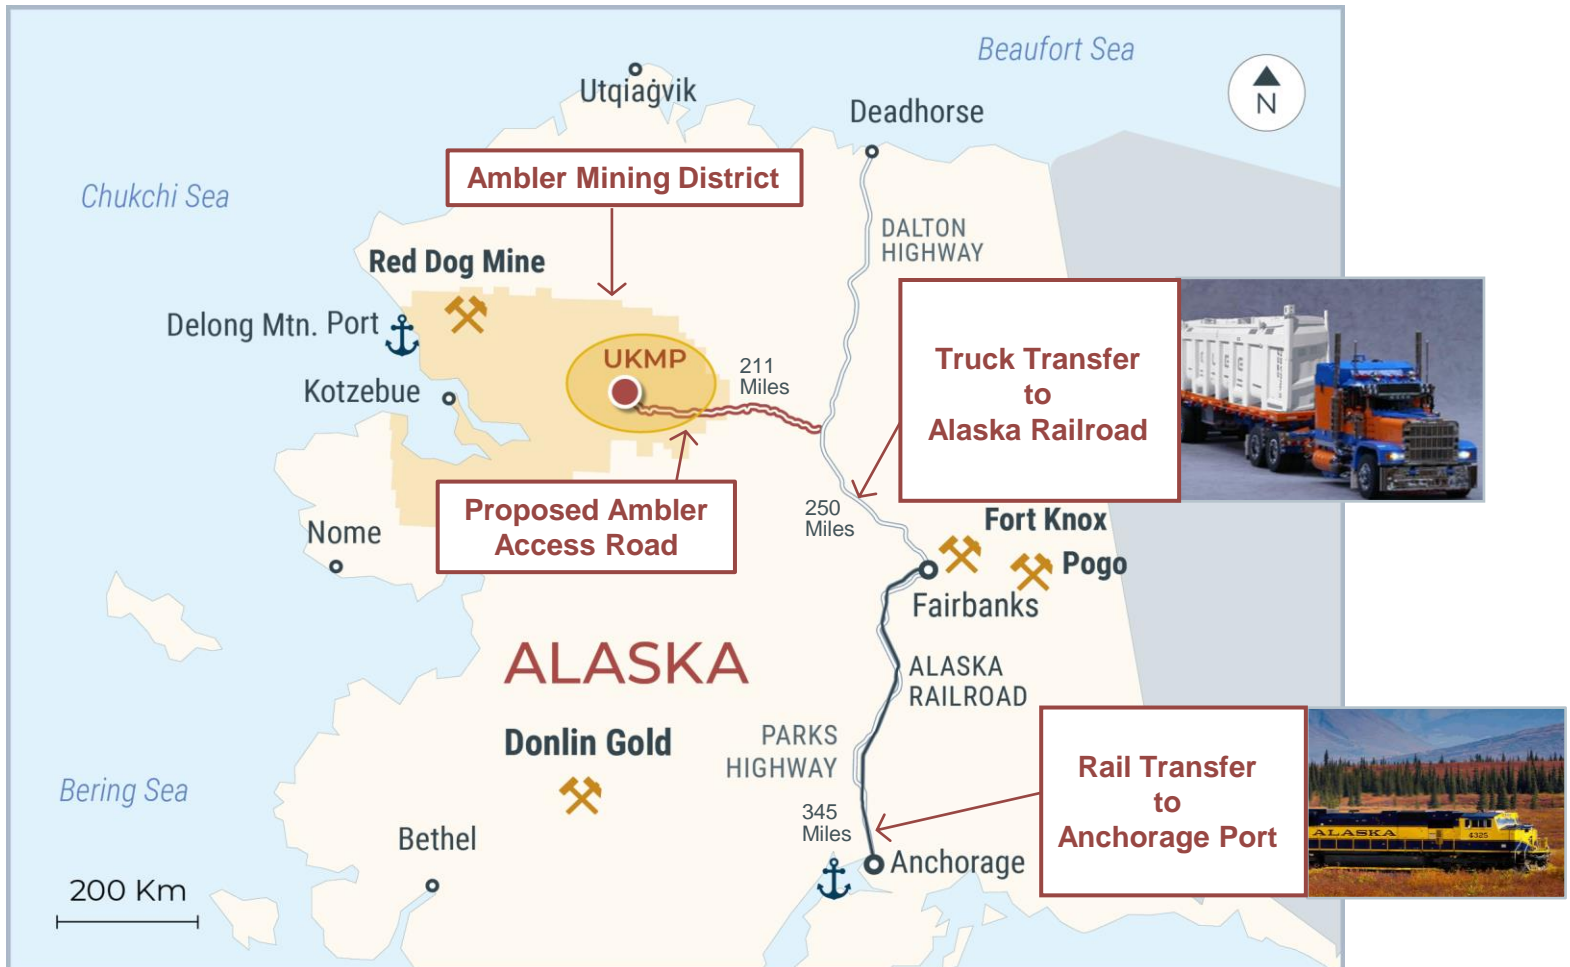 Beaufort Sea
Utqiaġvik
N
Deadhorse
Ambler Mining District
Chukchi Sea
DALTON
HIGHWAY
Red Dog Mine
Delong Mtn. Port
UKMP
211
Miles
Truck Transfer
to
Alaska Railroad
Kotzebue
Proposed Ambler
Access Road
250
Miles
Fort Knox
Nome
Pogo
Fairbanks
ALASKA
ALASKA
RAILROAD
Donlin Gold
PARKS
HIGHWAY
Rail Transfer
to
Anchorage Port
ALASKA
4325
Bering Sea
345
Miles
Bethel
Anchorage
200 Km